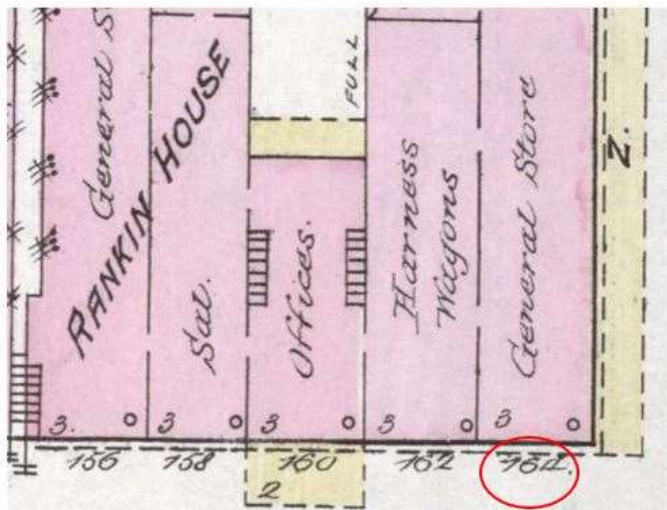 General S
RANKIN HOUSE
Sal.
Offices.
FULL
Harness
Wagons
General Store
2.
3.
3
3
3
3
156
158
160
162
164.
2